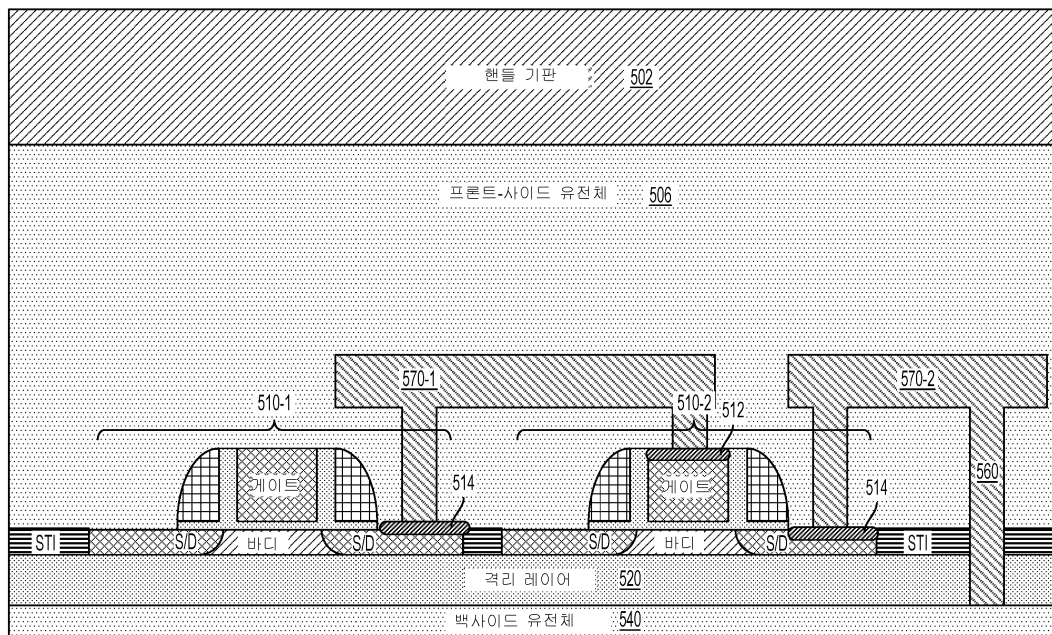 핸들 기판 502
프론트-사이드 유전체 506
570-1
570-2
510-1
510-2
512
게이트
514
게이트
560
514
STI
S/D
바디
S/D
S/D
바디
S/D
STI
격리 레이어 520
백사이드 유전체 540